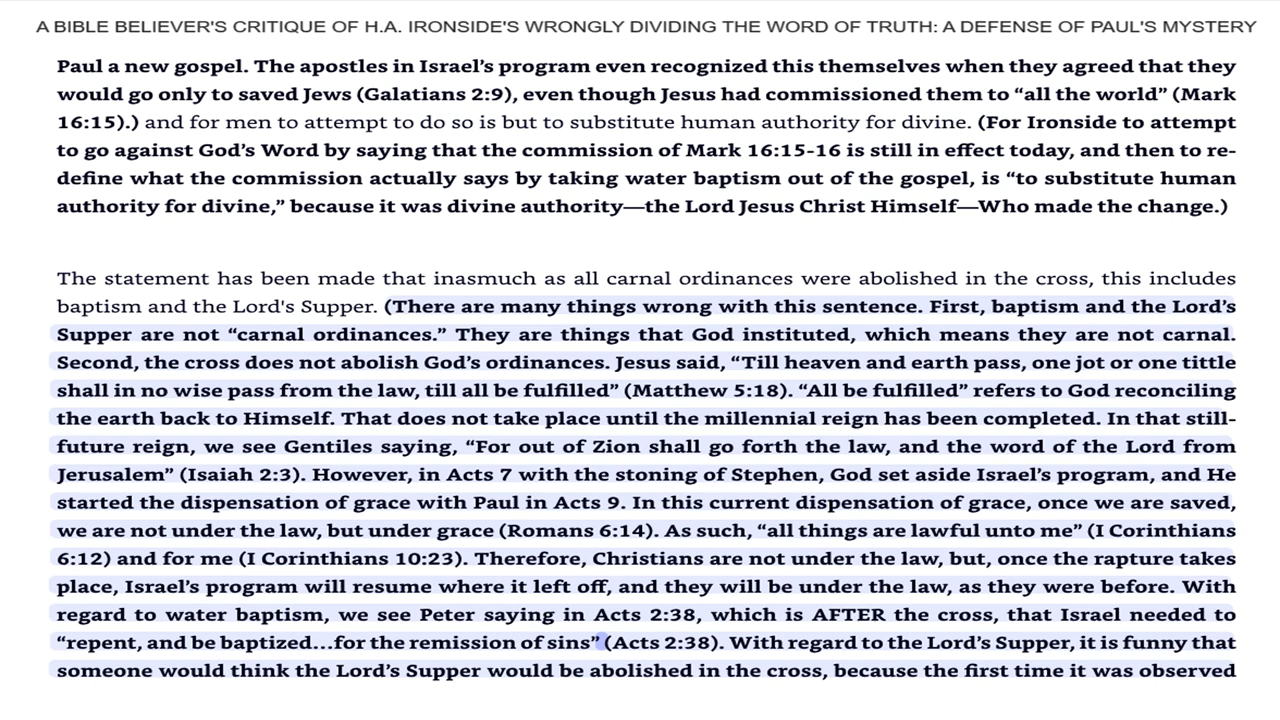 A BIBLE BELIEVER'S CRITIQUE OF H.A. IRONSIDE'S WRONGLY DIVIDING THE WORD OF TRUTH: A DEFENSE OF PAUL'S MYSTERY
Paul a new gospel. The apostles in Israel’s program even recognized this themselves when they agreed that they
would go only to saved Jews (Galatians 2:9), even though Jesus had commissioned them to “all the world” (Mark
16:15).) and for men to attempt to do so is but to substitute human authority for divine. (For Ironside to attempt
to go against God’s Word by saying that the commission of Mark 16:15-16 is still in effect today, and then to re-
define what the commission actually says by taking water baptism out of the gospel, is “to substitute human
authority for divine,” because it was divine authority—the Lord Jesus Christ Himself—Who made the change.)
The statement has been made that inasmuch as all carnal ordinances were abolished in the cross, this includes
baptism and the Lord's Supper. (There are many things wrong with this sentence. First, baptism and the Lord’s
Supper are not “carnal ordinances.” They are things that God instituted, which means they are not carnal.
Second, the cross does not abolish God’s ordinances. Jesus said, “Till heaven and earth pass, one jot or one tittle
shall in no wise pass from the law, till all be fulfilled” (Matthew 5:18). “All be fulfilled” refers to God reconciling
the earth back to Himself. That does not take place until the millennial reign has been completed. In that still-
future reign, we see Gentiles saying, “For out of Zion shall go forth the law, and the word of the Lord from
Jerusalem” (Isaiah 2:3). However, in Acts 7 with the stoning of Stephen, God set aside Israel’s program, and He
started the dispensation of grace with Paul in Acts 9. In this current dispensation of grace, once we are saved,
we are not under the law, but under grace (Romans 6:14). As such, “all things are lawful unto me” (I Corinthians
6:12) and for me (I Corinthians 10:23). Therefore, Christians are not under the law, but, once the rapture takes
place, Israel’s program will resume where it left off, and they will be under the law, as they were before. With
regard to water baptism, we see Peter saying in Acts 2:38, which is AFTER the cross, that Israel needed to
“repent, and be baptized…for the remission of sins” (Acts 2:38). With regard to the Lord’s Supper, it is funny that
someone would think the Lord’s Supper would be abolished in the cross, because the first time it was observed